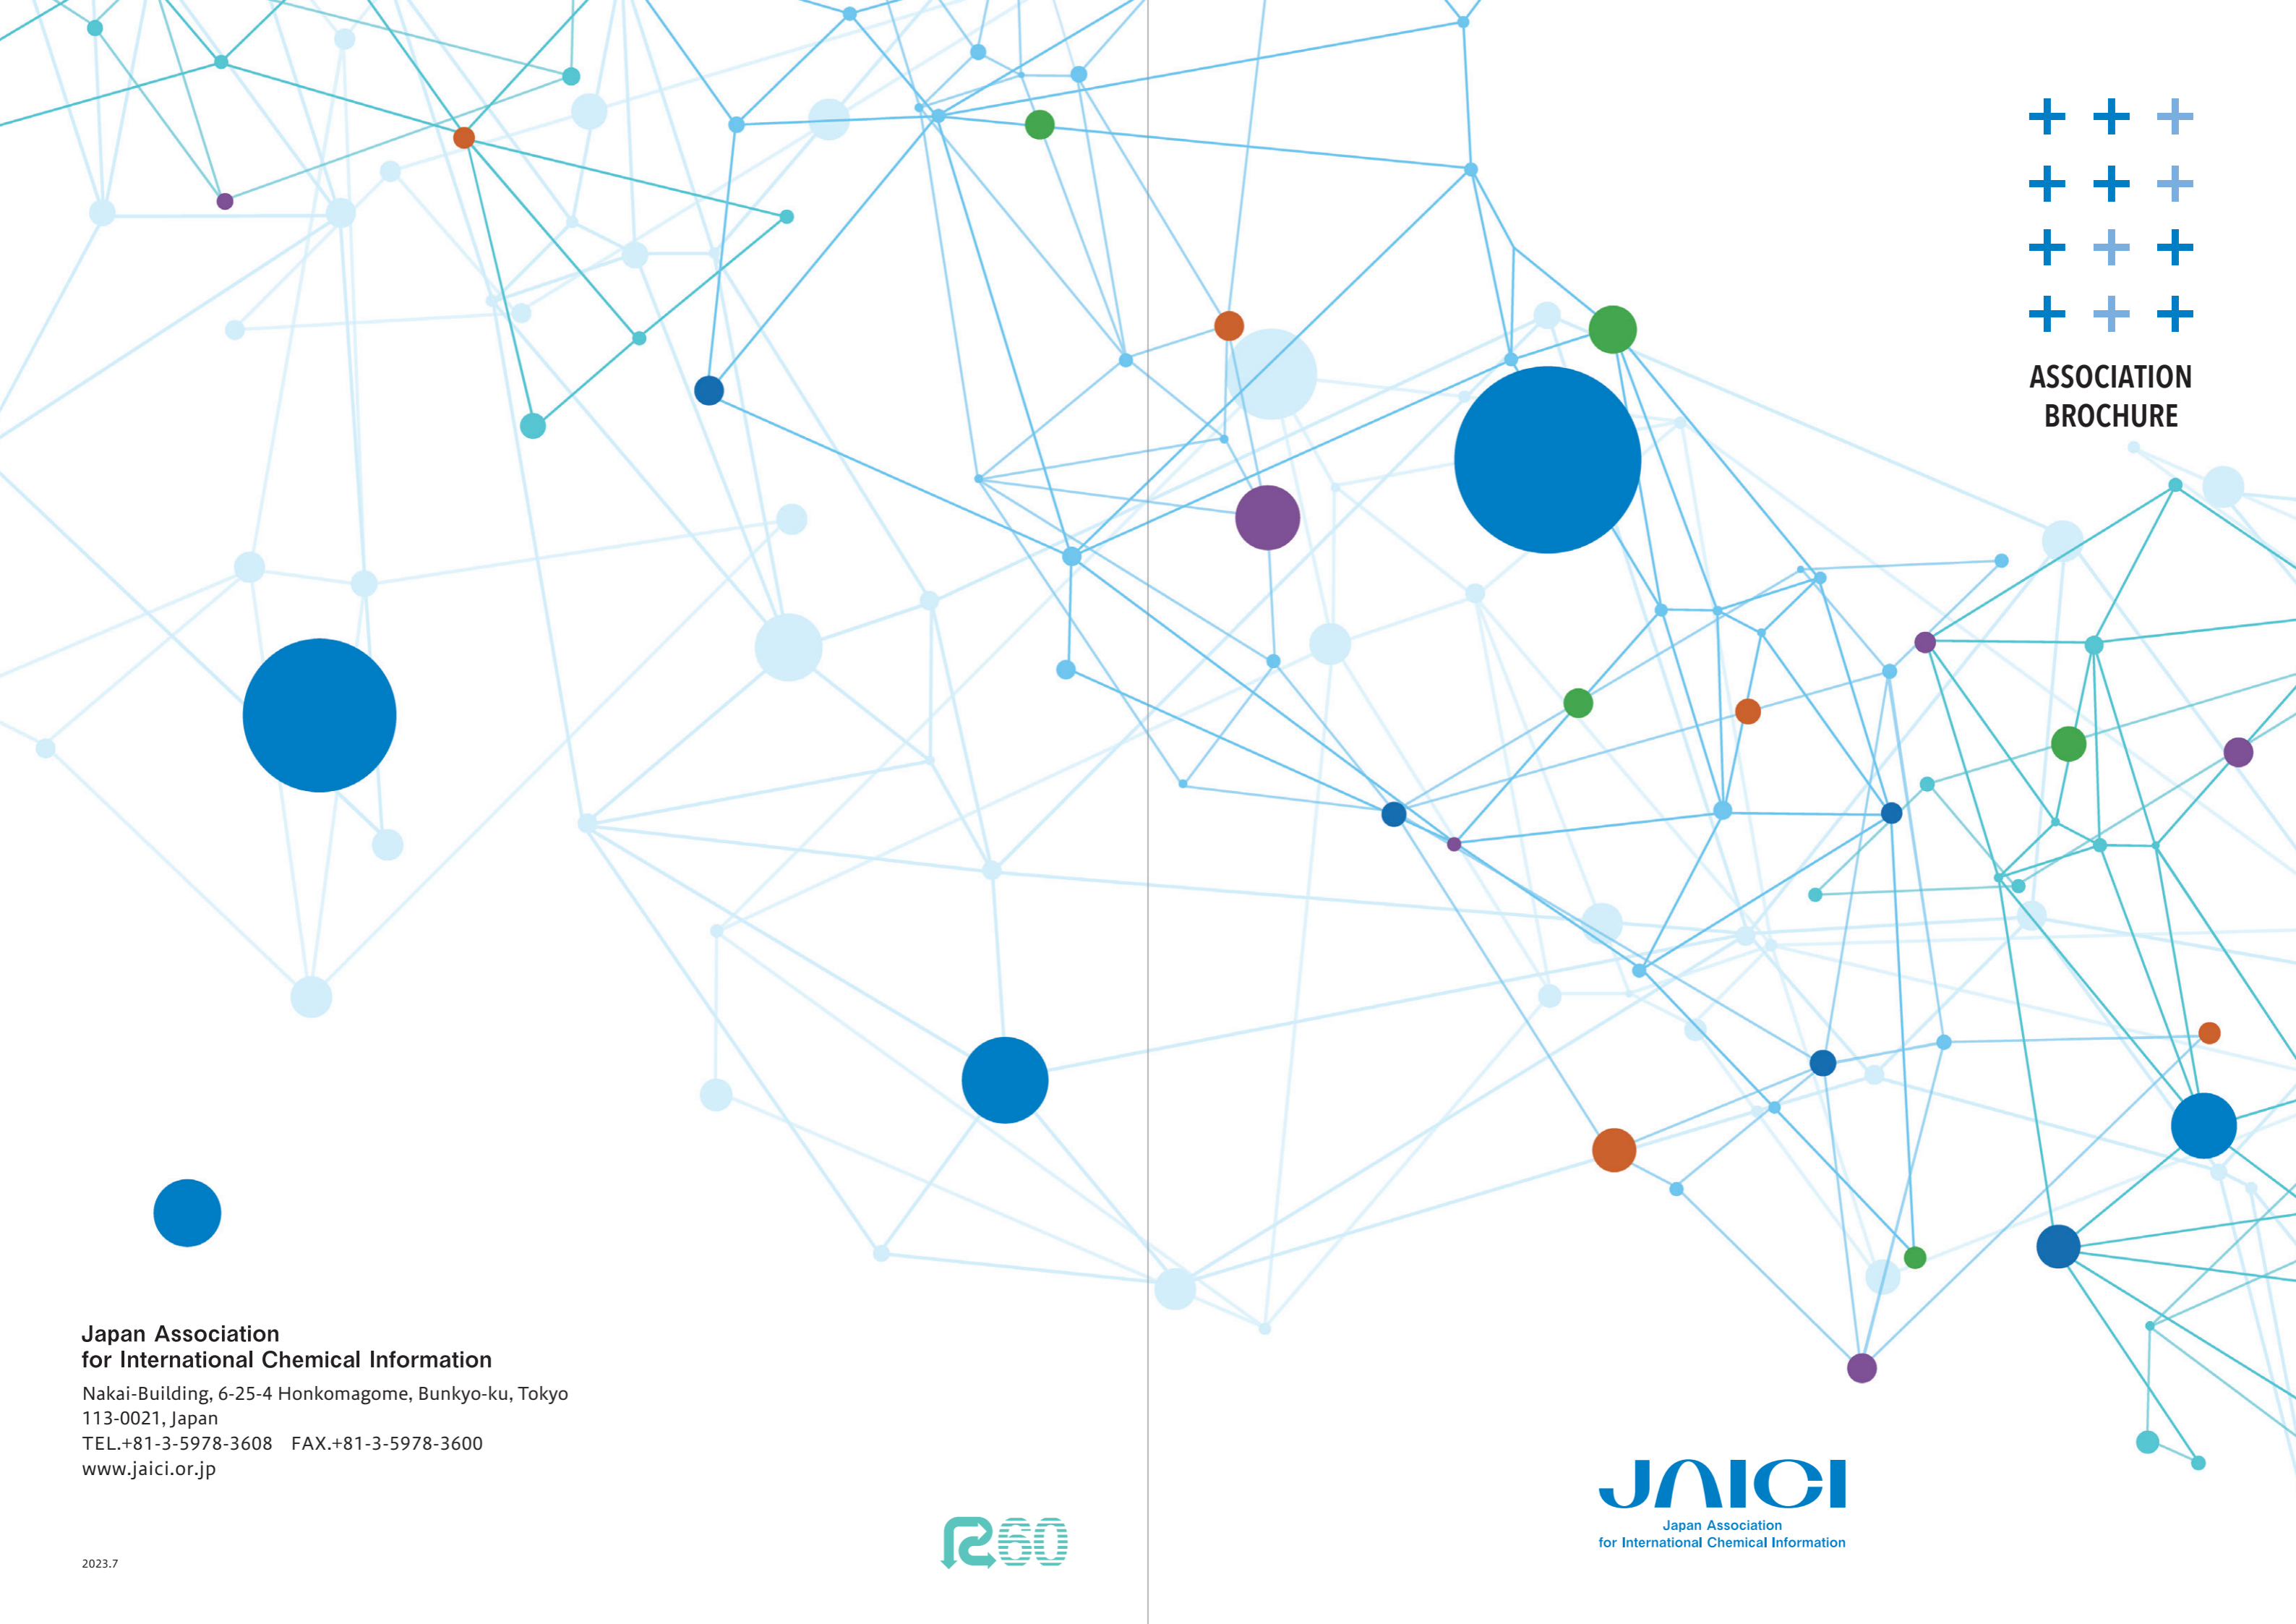 ASSOCIATION
BROCHURE
Japan Association
for International Chemical Information
Nakai-Building, 6-25-4 Honkomagome, Bunkyo-ku, Tokyo
113-0021, Japan
TEL.+81-3-5978-3608 FAX.+81-3-5978-3600
www.jaici.or.jp
2023.7
R60
JAICI
Japan Association
for International Chemical Information